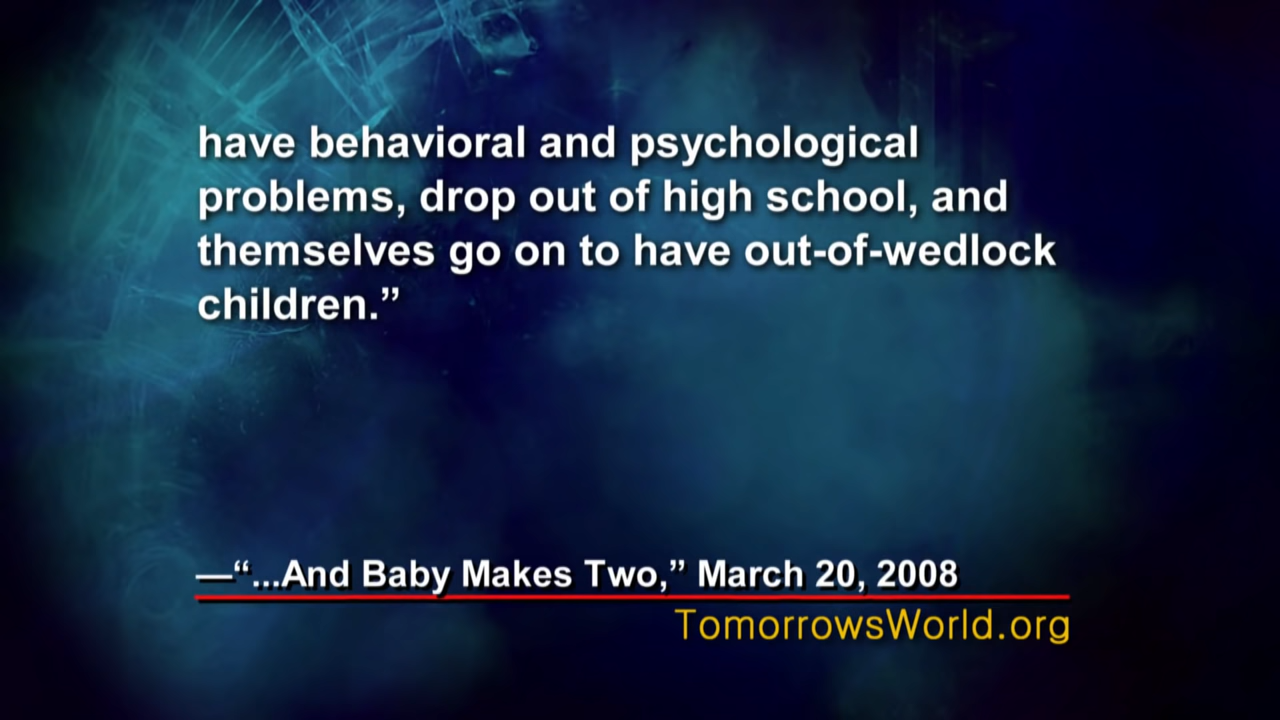 have behavioral and psychological
problems, drop out of high school, and
themselves go on to have out-of-wedlock
children.”
—“...And Baby Makes Two,” March 20, 2008
TomorrowsWorld.org